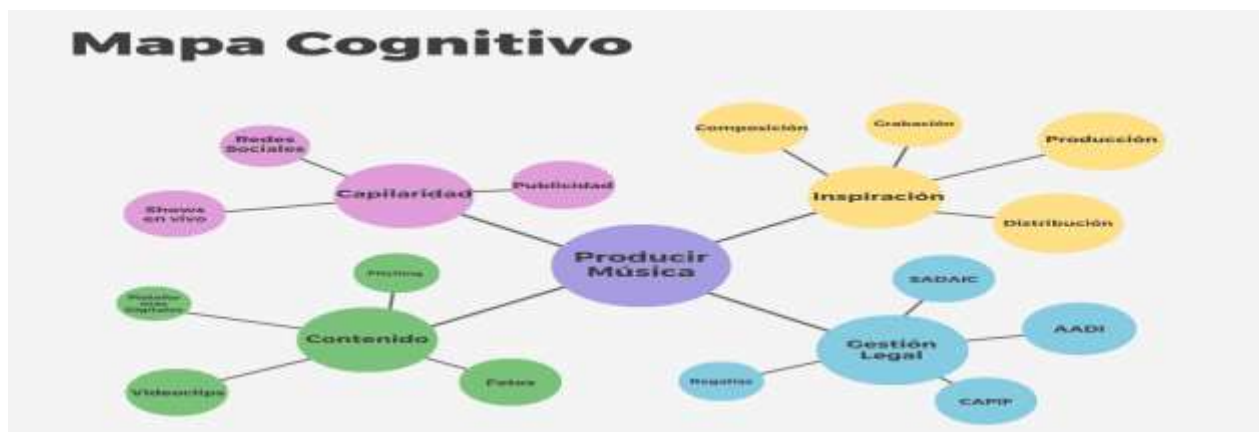 Mapa Cognitivo
Redes
Sociales
Capilaridad
Publicidad
Shows
en vivo
Composición
Grabación
Producción
Inspiración
Distribución
Producir
Música
Pitching
Contenido
Videoclips
Fotos
SADAIC
Gestión
Legal
AADI
Regalías
CAPIF